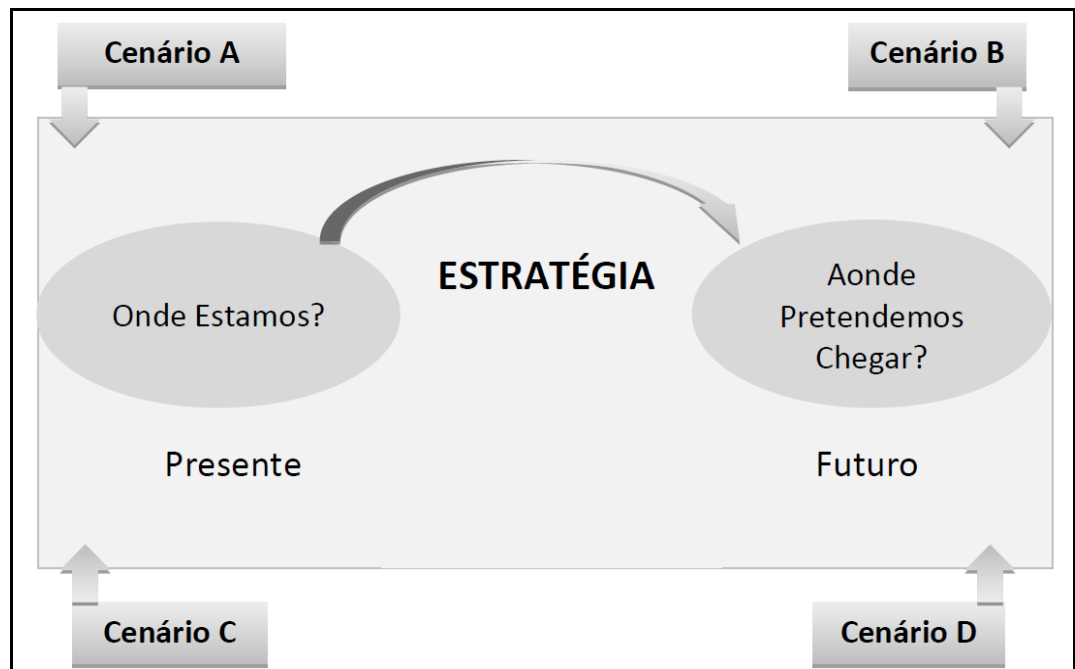 Cenário A
Cenário B
ESTRATÉGIA
Onde Estamos?
Aonde
Pretendemos
Chegar?
Presente
Futuro
Cenário C
Cenário D